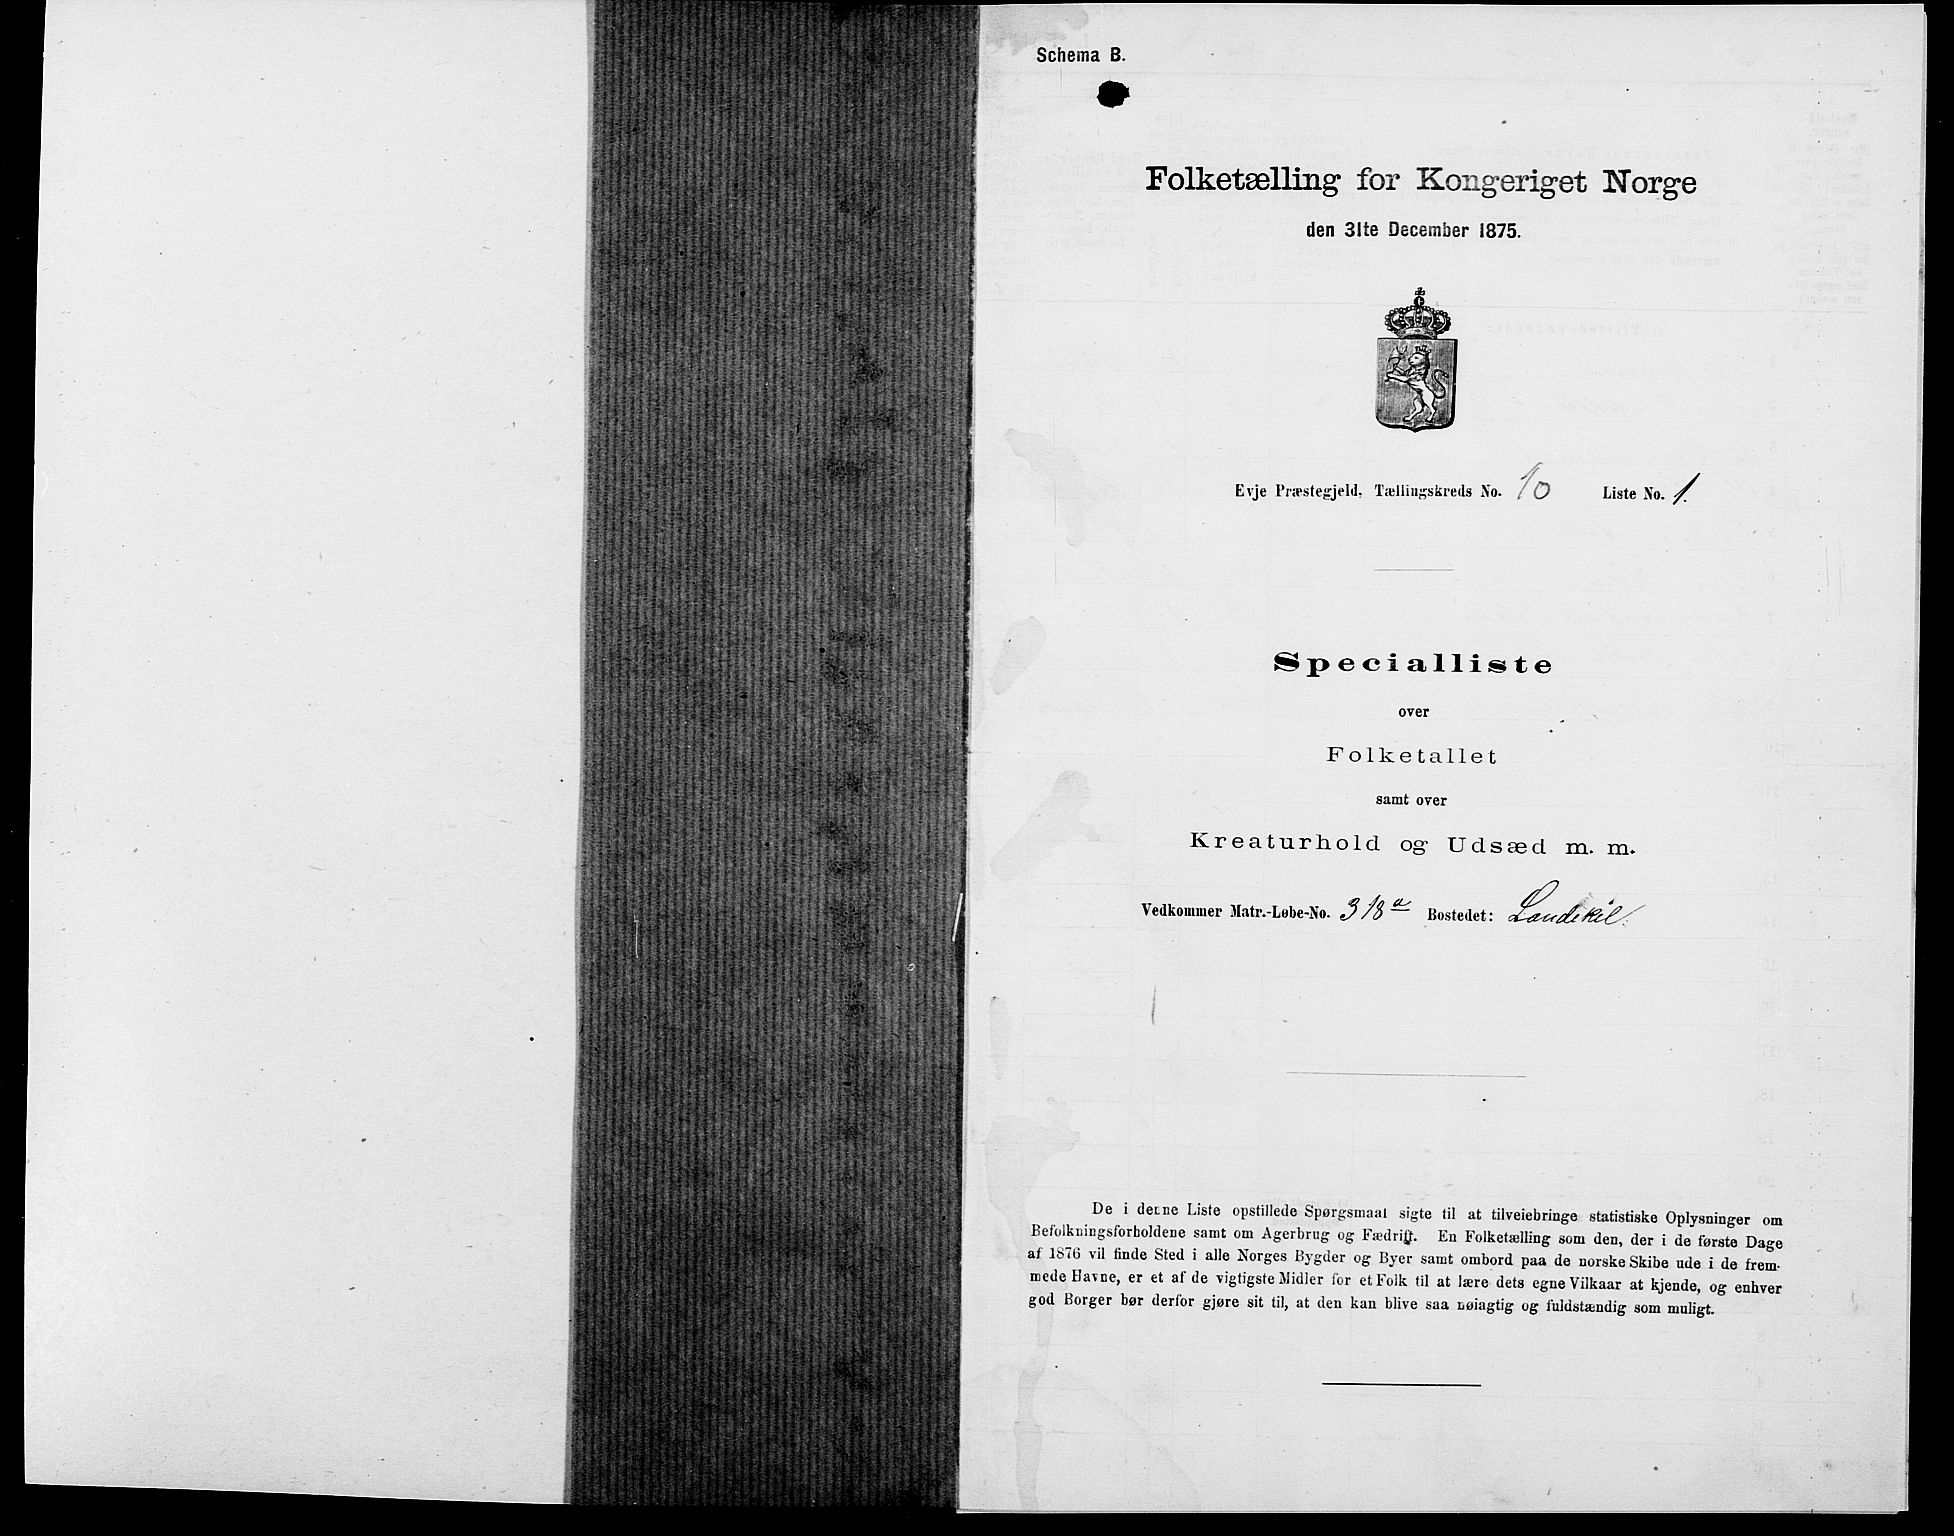 Schema B.
Folketælling for Kongeriget Norge
den 31te December 1875.
Evje Præstegjeld, Tællingskreds No. 10 Liste No. 1.
Specialliste
over
Folketallet
samt over
Kreaturhold og Udsæd m. m.
Vedkommer Matr.-Løbe-No. 318a Bostedet: Landekil.
De i denne Liste opstillede Spørgsmaal sigte til at tilveiebringe statistiske Oplysninger om
Befolkningsforholdene samt om Agerbrug og Fædrift. En Folketælling som den, der i de første Dage
af 1876 vil finde Sted i alle Norges Bygder og Byer samt ombord paa de norske Skibe ude i de frem-
mede Havne, er et af de vigtigste Midler for et Folk til at lære dets egne Vilkaar at kjende, og enhver
god Borger bør derfor gjøre sit til, at den kan blive saa nøiagtig og fuldstændig som muligt.